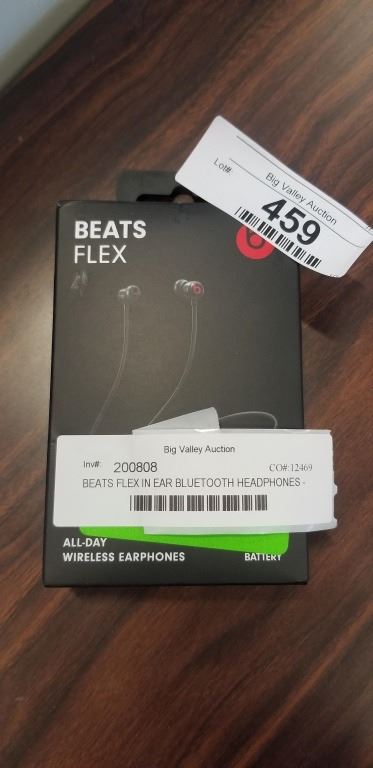 Big Valley Auction
Lot#:
459
BEATS
FLEX
Big Valley Auction
Inv#: 200808 CO#:12469
BEATS FLEX IN EAR BLUETOOTH HEADPHONES -
ALL-DAY
WIRELESS EARPHONES
BATTERY